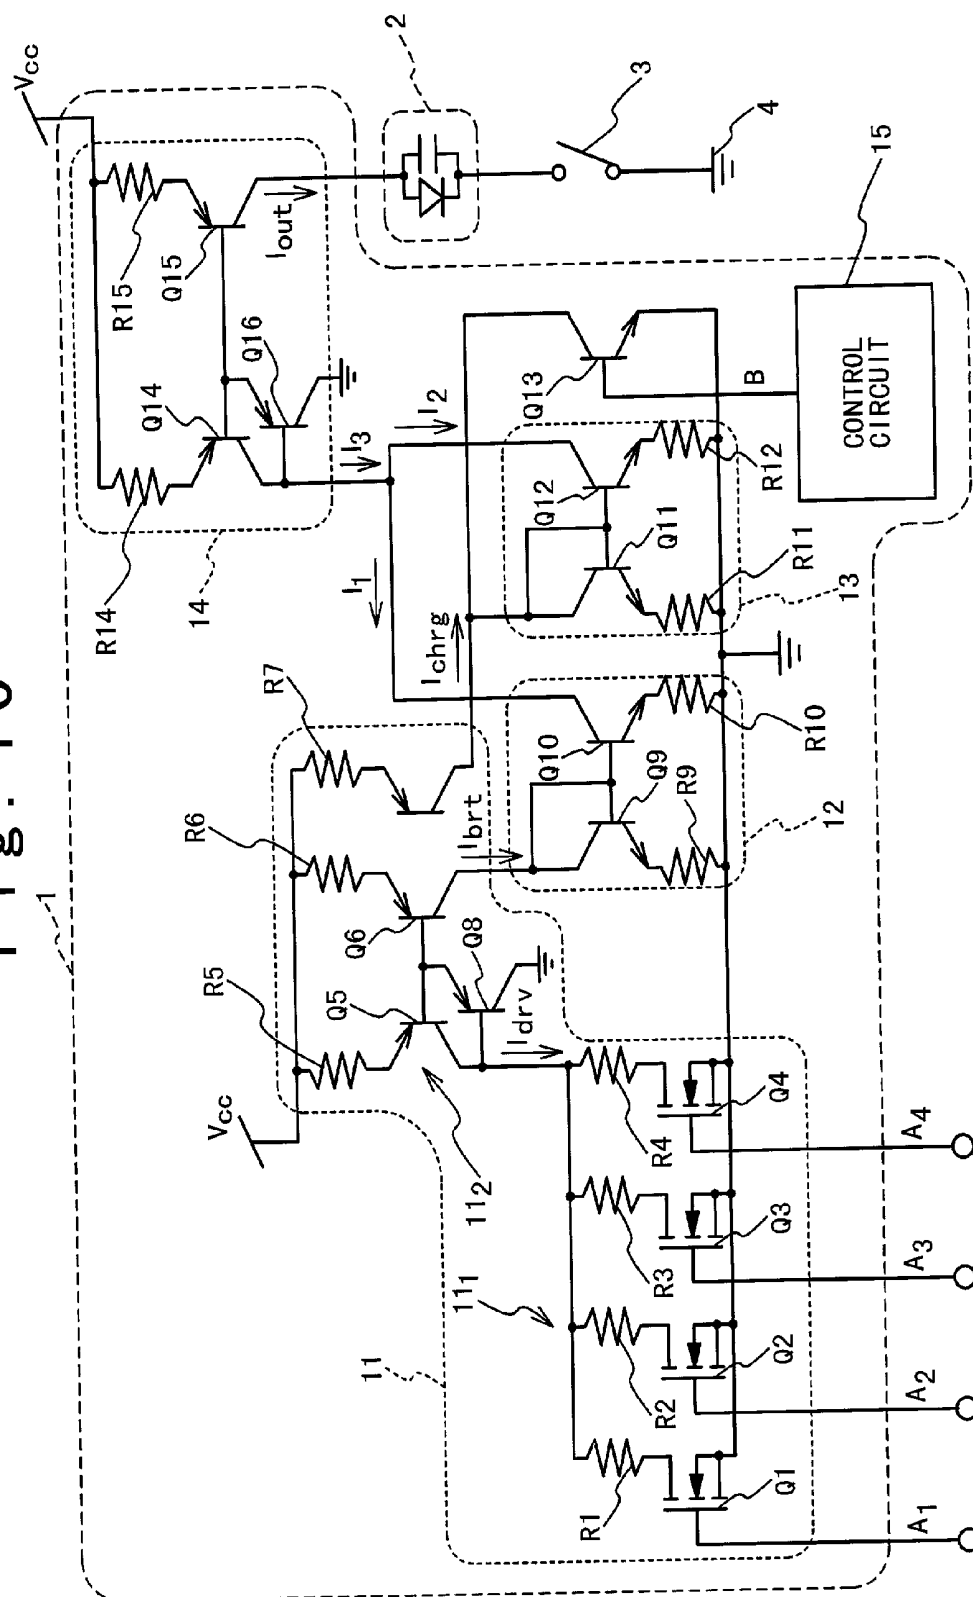 1
Vcc
R14
14
R15
Q14
Q15
Q16
Iout
2
3
4
Vcc
R5
R6
R7
Q5
Q6
Q8
112
Idrv
Ibrt
Ichrg
I1
I3
I2
Q10
Q9
R9
R10
12
Q12
Q11
R11
R12
13
Q13
B
15
CONTROL
CIRCUIT
11
111
R1
R2
R3
R4
Q1
Q2
Q3
Q4
A1
A2
A3
A4